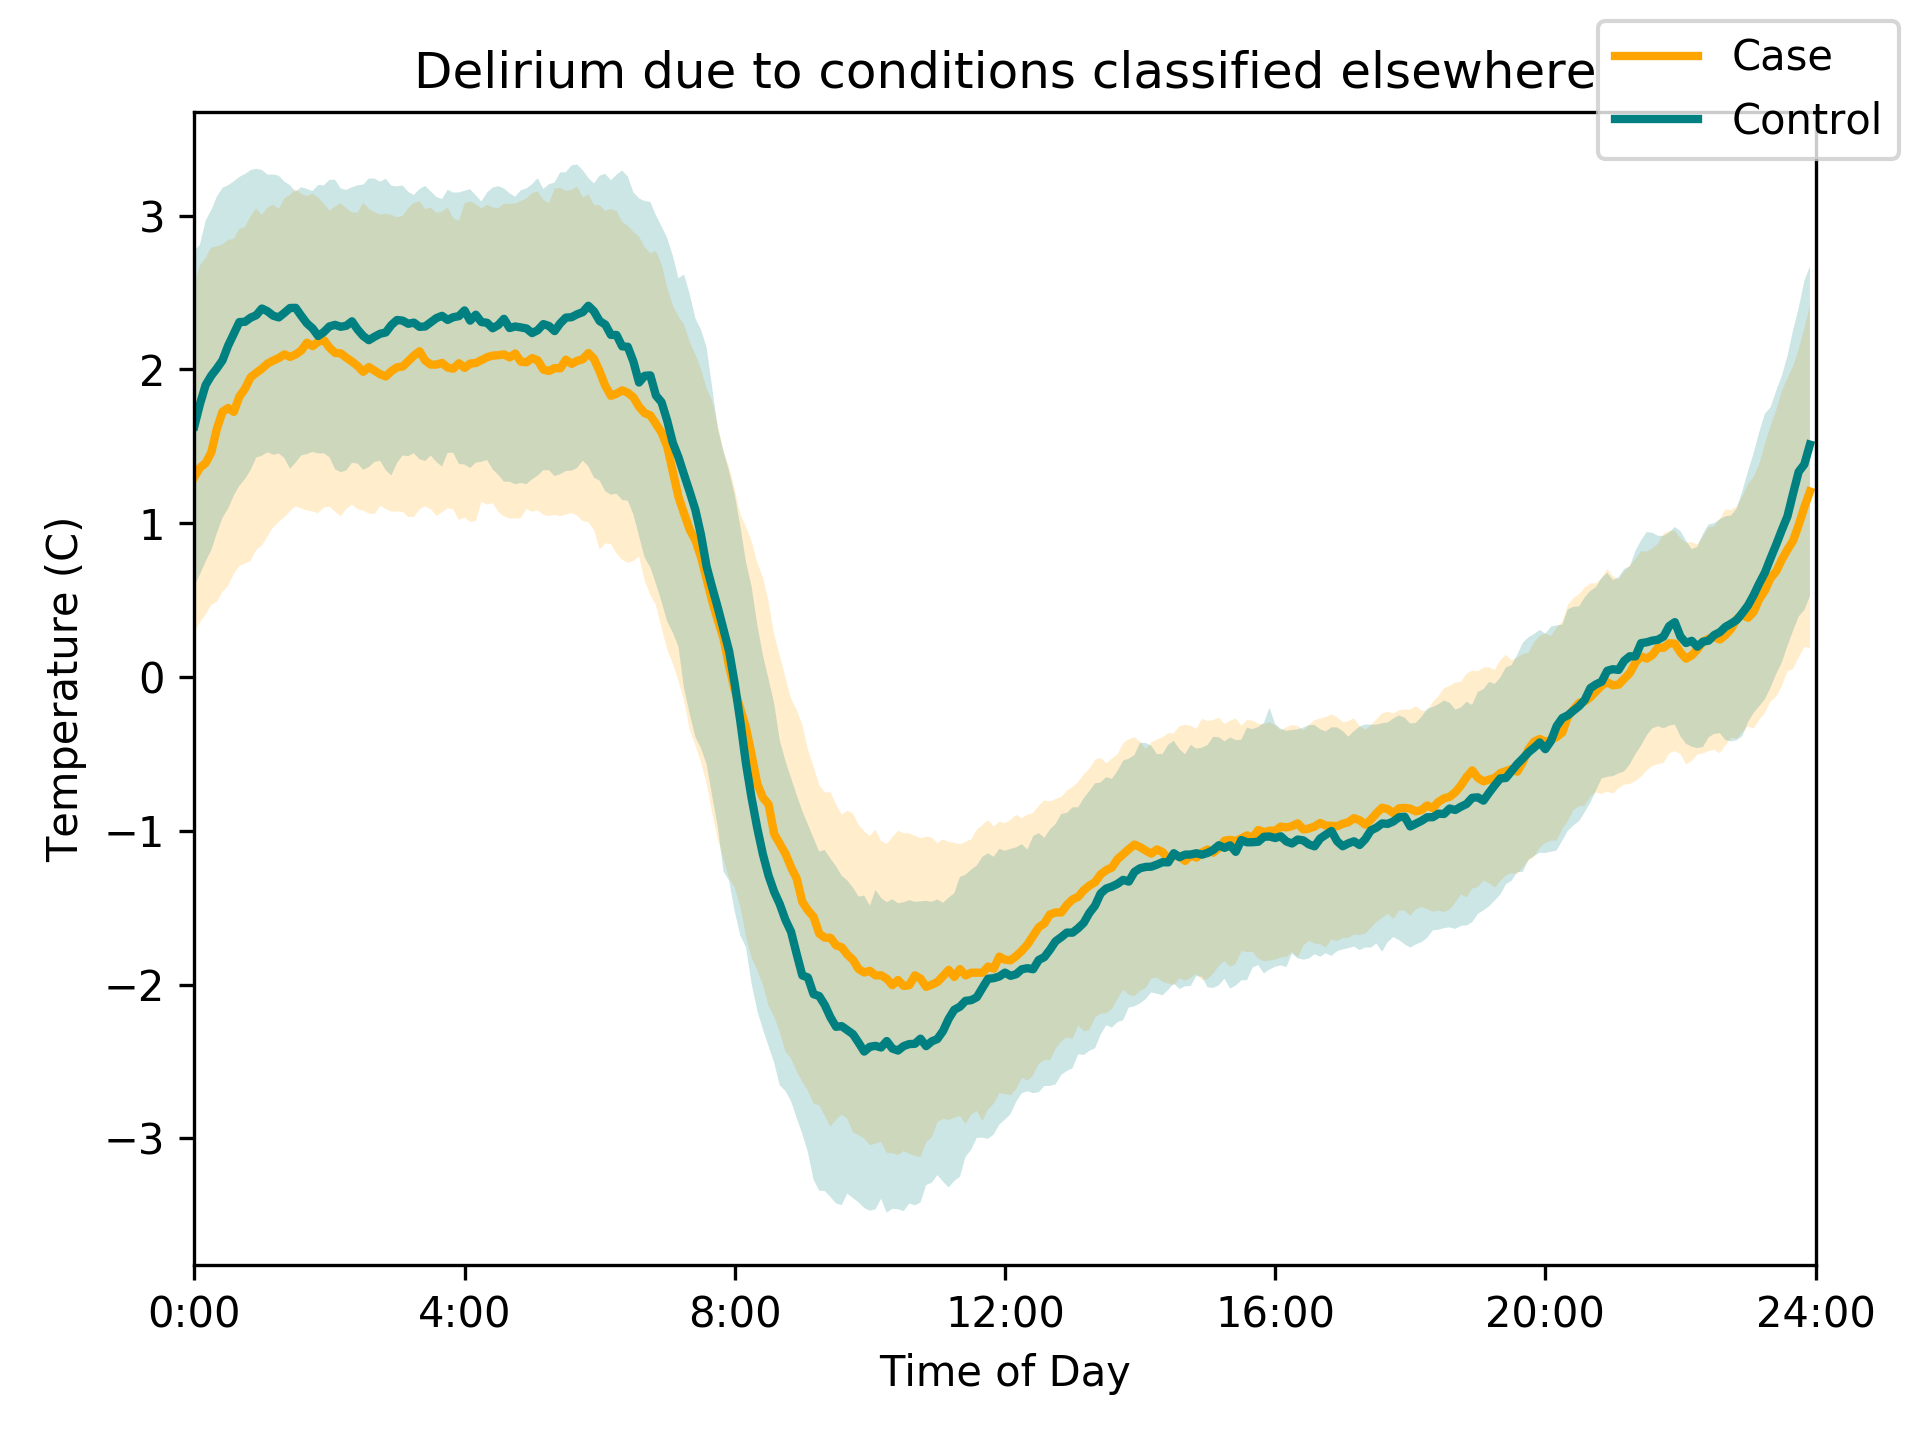 Delirium due to conditions classified elsewhere
Case
Control
3
2
1
0
−1
−2
−3
Temperature (C)
0:00 4:00 8:00 12:00 16:00 20:00 24:00
Time of Day